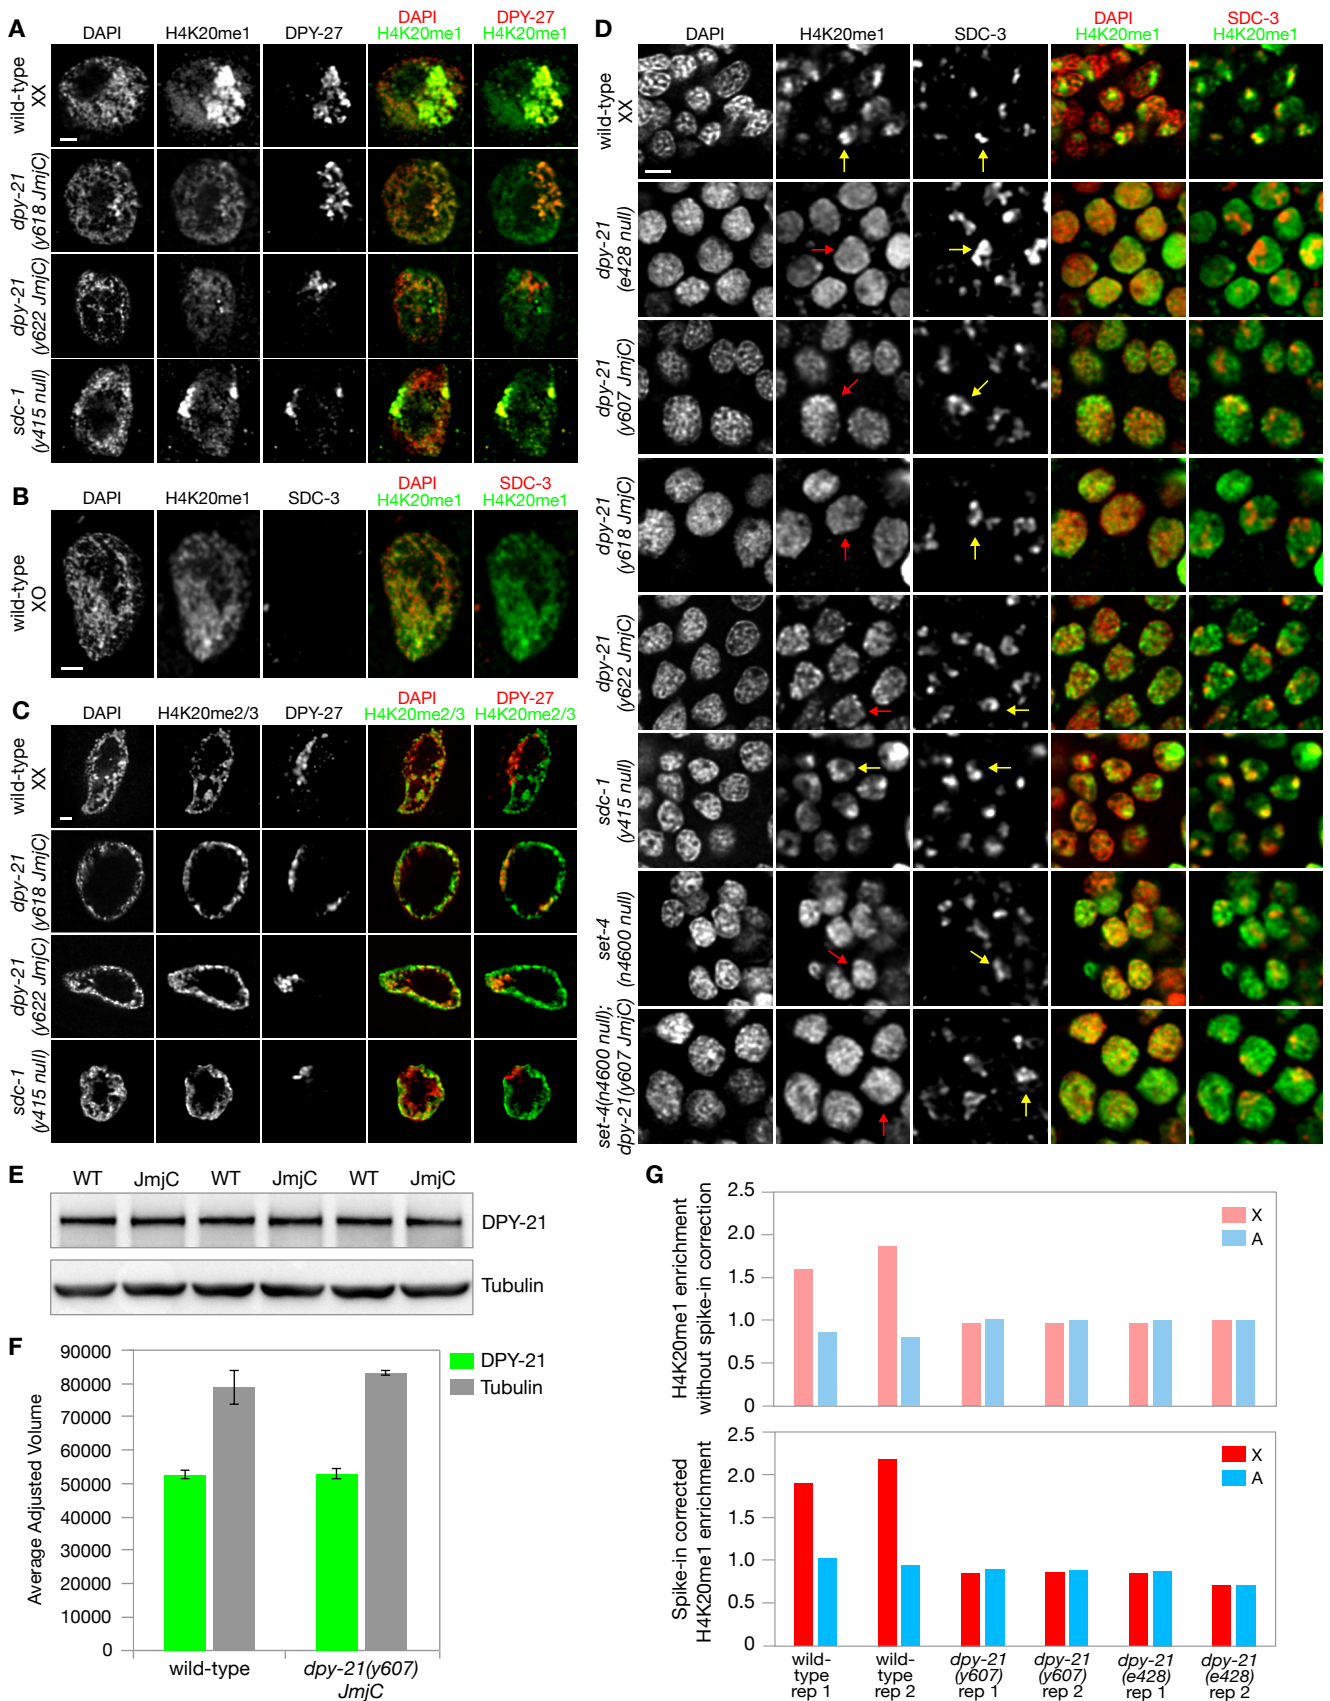 A
DAPI
H4K20me1
DPY-27
DAPI
H4K20me1
DPY-27
H4K20me1
wild-type
XX
dpy-21
(y618 JmjC)
dpy-21
(y622 JmjC)
sdc-1
(y415 null)
B
DAPI
H4K20me1
SDC-3
DAPI
H4K20me1
SDC-3
H4K20me1
wild-type
XO
C
DAPI
H4K20me2/3
DPY-27
DAPI
H4K20me2/3
DPY-27
H4K20me2/3
wild-type
XX
dpy-21
(y618 JmjC)
dpy-21
(y622 JmjC)
sdc-1
(y415 null)
D
DAPI
H4K20me1
SDC-3
DAPI
H4K20me1
SDC-3
H4K20me1
wild-type
XX
dpy-21
(e428 null)
dpy-21
(y607 JmjC)
dpy-21
(y618 JmjC)
dpy-21
(y622 JmjC)
sdc-1
(y415 null)
set-4
(n4600 null)
set-4(n4600 null);
dpy-21(y607 JmjC)
E
WT JmjC WT JmjC WT JmjC
DPY-21
Tubulin
F
Average Adjusted Volume
90000
80000
70000
60000
50000
40000
30000
20000
10000
0
DPY-21
Tubulin
wild-type
dpy-21(y607)
JmjC
G
H4K20me1 enrichment
without spike-in correction
2.5
2.0
1.5
1.0
0.5
0
X
A
Spike-in corrected
H4K20me1 enrichment
2.5
2.0
1.5
1.0
0.5
0
X
A
wild-
type
rep 1
wild-
type
rep 2
dpy-21
(y607)
rep 1
dpy-21
(y607)
rep 2
dpy-21
(e428)
rep 1
dpy-21
(e428)
rep 2